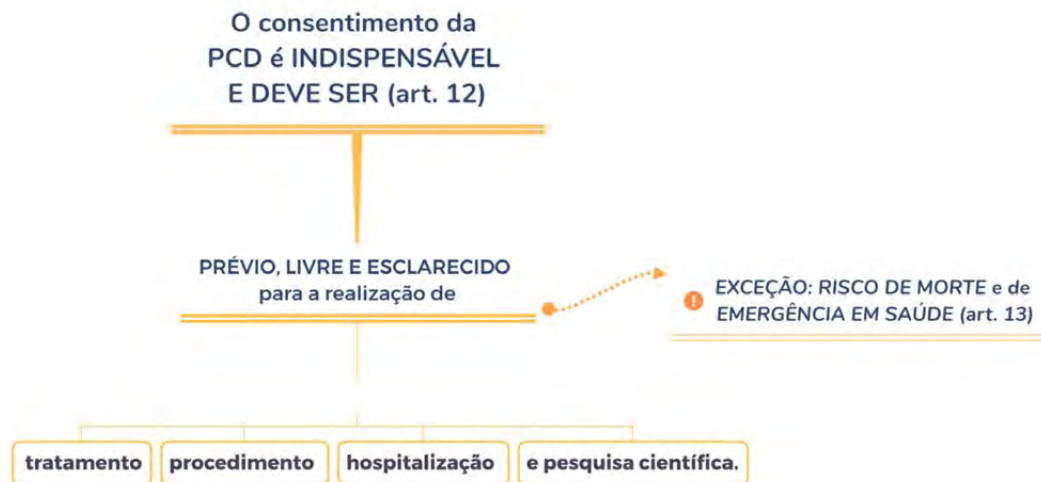 O consentimento da
PCD é INDISPENSÁVEL
E DEVE SER (art. 12)
PRÉVIO, LIVRE E ESCLARECIDO
para a realização de
EXCEÇÃO: RISCO DE MORTE e de
EMERGÊNCIA EM SAÚDE (art. 13)
tratamento
procedimento
hospitalização
e pesquisa científica.